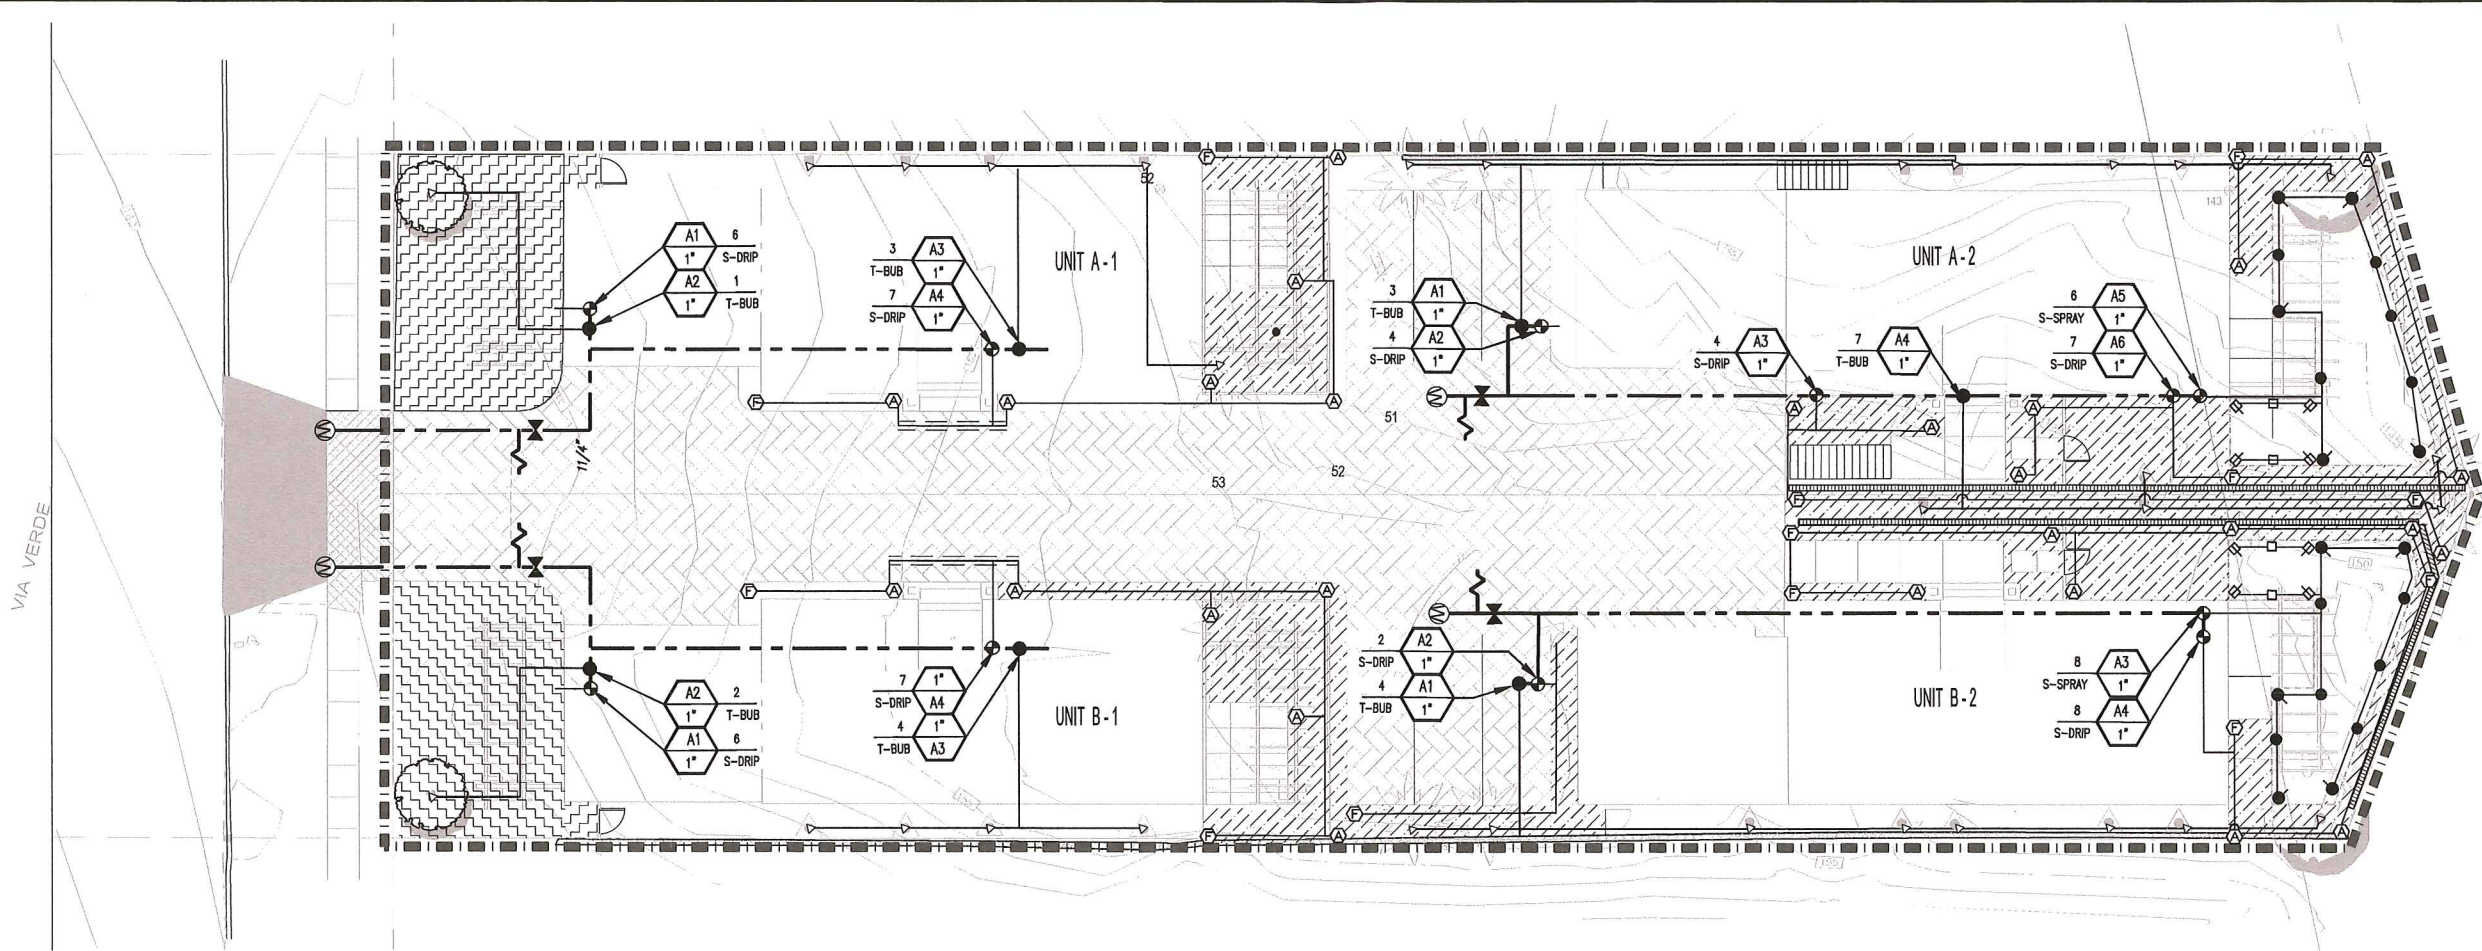 VIA VERDE
11/4"
A1
1"
6
S-DRIP
A2
1"
1
T-BUB
3
T-BUB
A3
1"
7
S-DRIP
A4
1"
UNIT A-1
52
F
A
A
A
F
A
A
A
3
T-BUB
A1
1"
4
S-DRIP
A2
1"
UNIT A-2
143
4
S-DRIP
A3
1"
7
T-BUB
A4
1"
6
S-SPRAY
A5
1"
7
S-DRIP
A6
1"
F
A
A
M
M
M
M
51
52
53
A
A
A
A
F
A
F
F
F
A
A
F
A
A
A
A
A
A
F
150
F
A
A
A
A
A2
1"
2
T-BUB
A1
1"
6
S-DRIP
7
S-DRIP
1"
A4
4
T-BUB
1"
A3
UNIT B-1
A
F
A
F
2
S-DRIP
A2
1"
4
T-BUB
A1
1"
UNIT B-2
8
S-SPRAY
A3
1"
8
S-DRIP
A4
1"
F
A
A
155